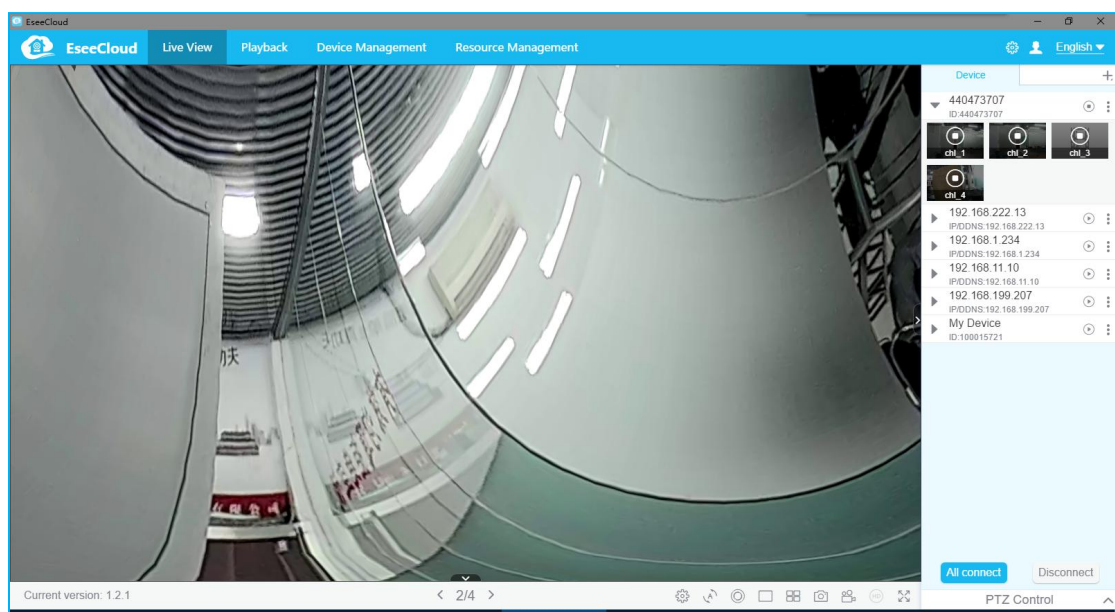 EseeCloud
EseeCloud
Live View
Playback
Device Management
Resource Management
English
Device
440473707
ID:440473707
chl_1
chl_2
chl_3
chl_4
192.168.222.13
IP/DDNS:192.168.222.13
192.168.1.234
IP/DDNS:192.168.1.234
192.168.11.10
IP/DDNS:192.168.11.10
192.168.199.207
IP/DDNS:192.168.199.207
My Device
ID:100015721
All connect
Disconnect
Current version: 1.2.1
2/4
A
HD
PTZ Control